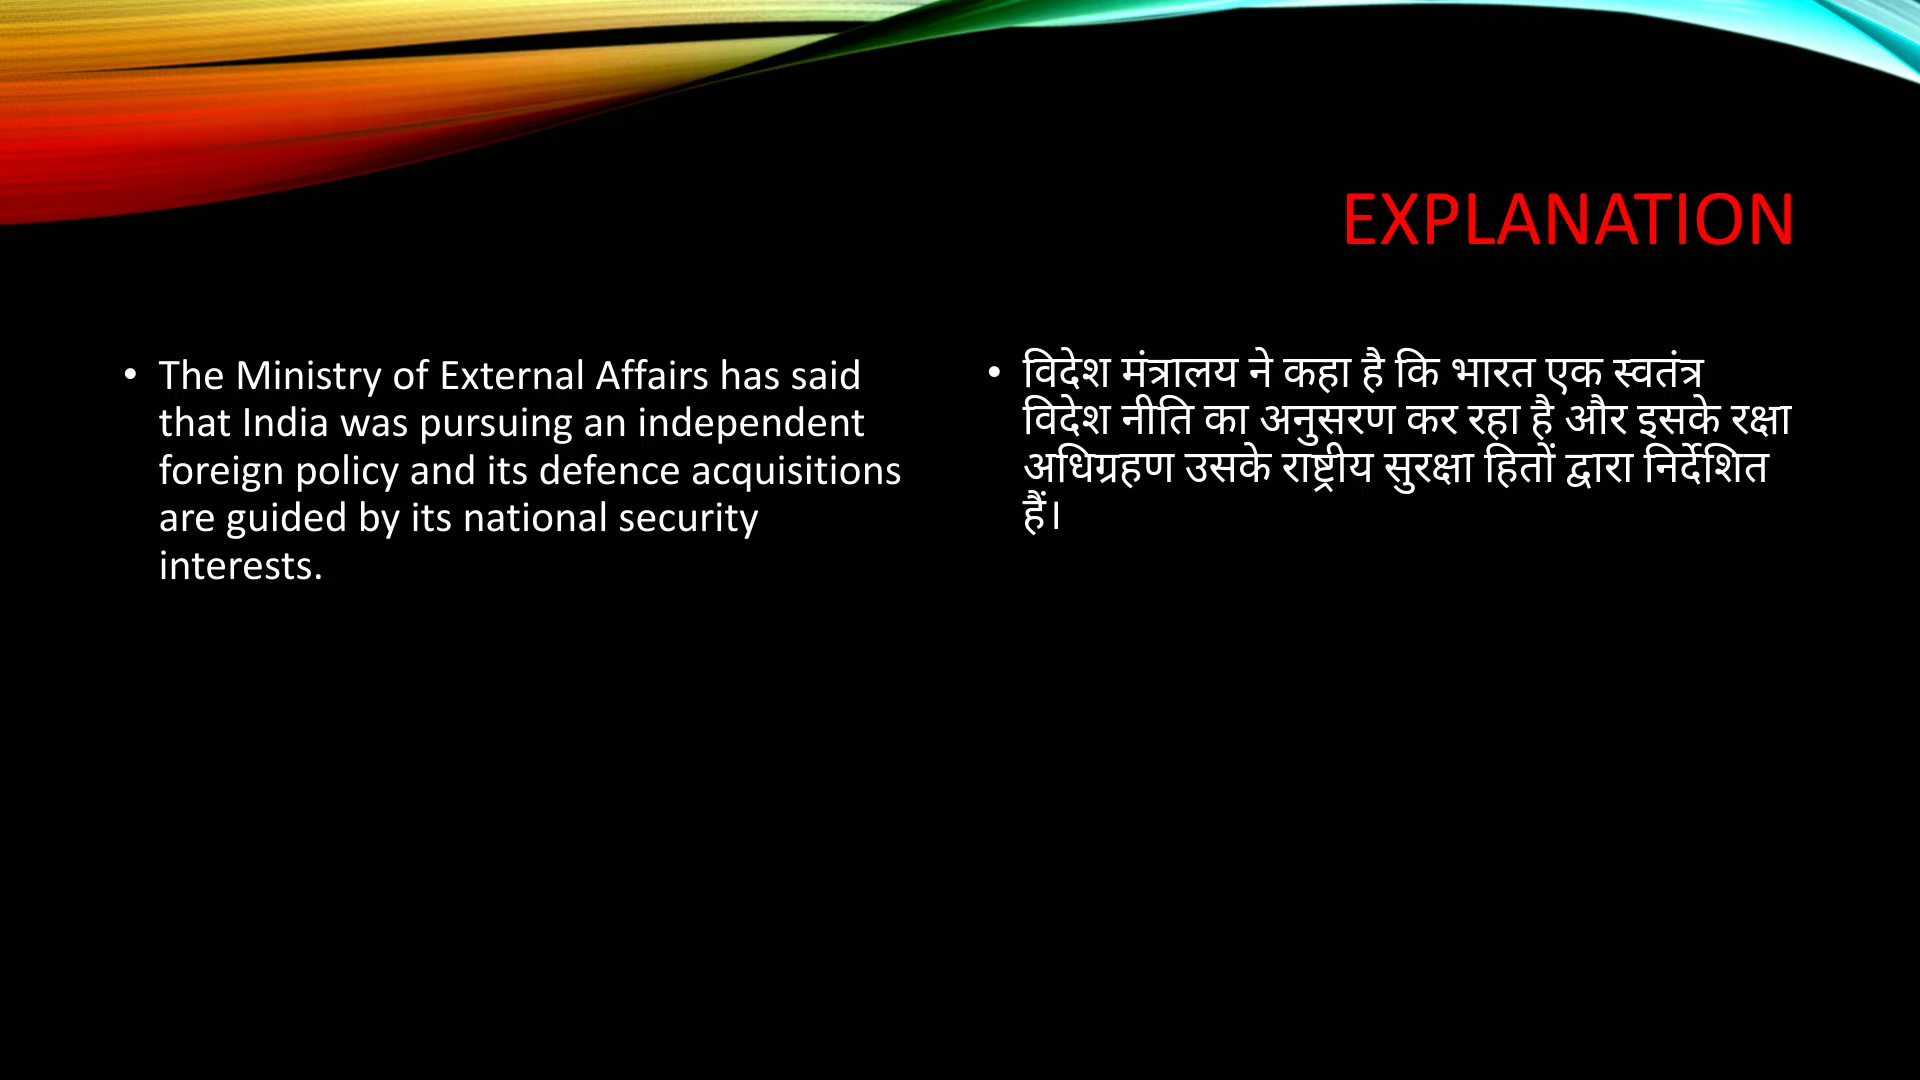 EXPLANATION
• The Ministry of External Affairs has said
that India was pursuing an independent
foreign policy and its defence acquisitions
are guided by its national security
interests.
• विदेश मंत्रालय ने कहा है कि भारत एक स्वतंत्र
विदेश नीति का अनुसरण कर रहा है और इसके रक्षा
अधिग्रहण उसके राष्ट्रीय सुरक्षा हितों द्वारा निर्देशित
हैं।